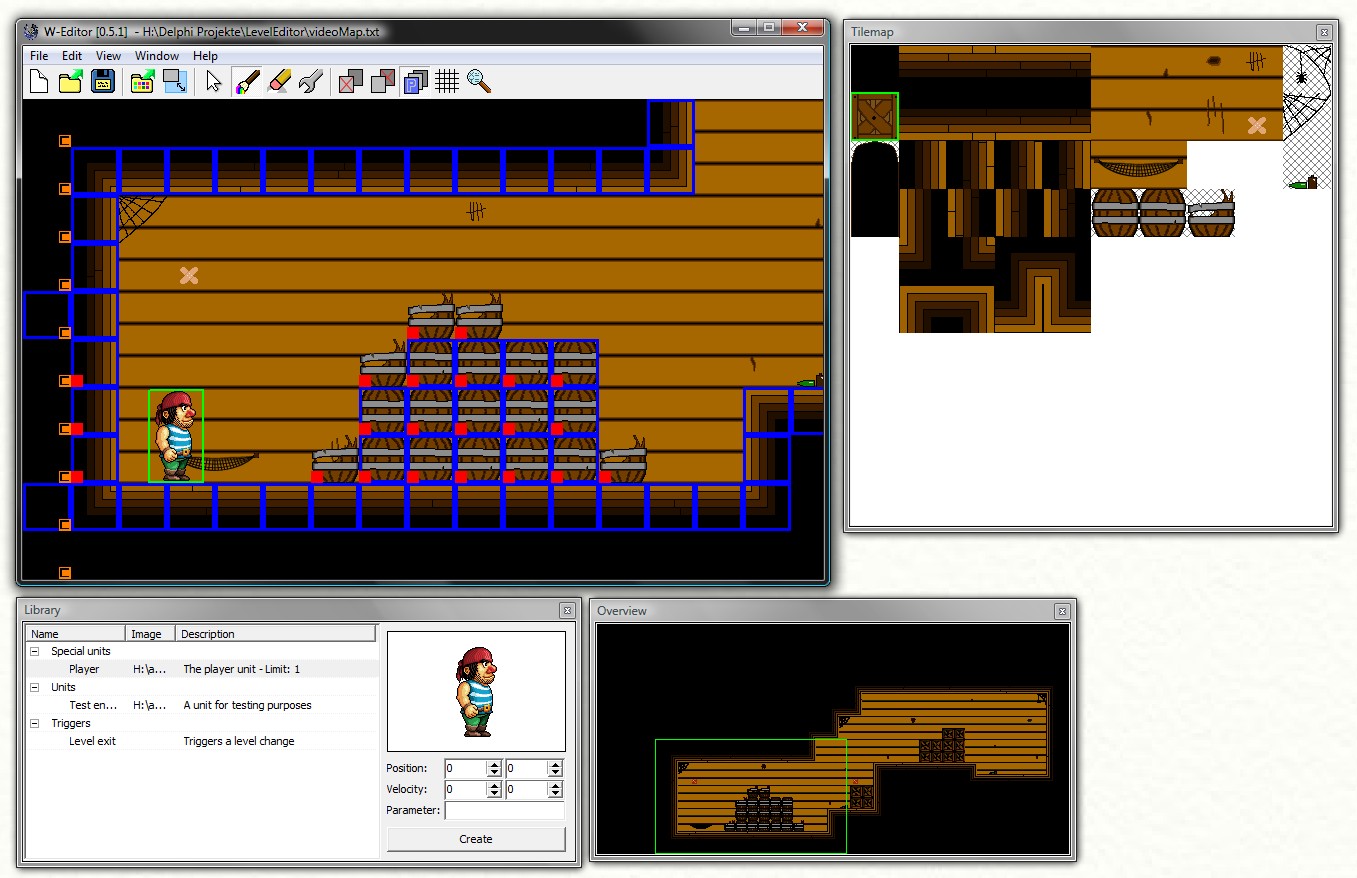 W-Editor [0.5.1] - H:\Delphi Projekte\LevelEditor\videoMap.txt
File Edit View Window Help
P
Tilemap
Library
Name Image Description
Special units
Player H:\a... The player unit - Limit: 1
Units
Test en... H:\a... A unit for testing purposes
Triggers
Level exit Triggers a level change
Position: 0 0
Velocity: 0 0
Parameter:
Create
Overview